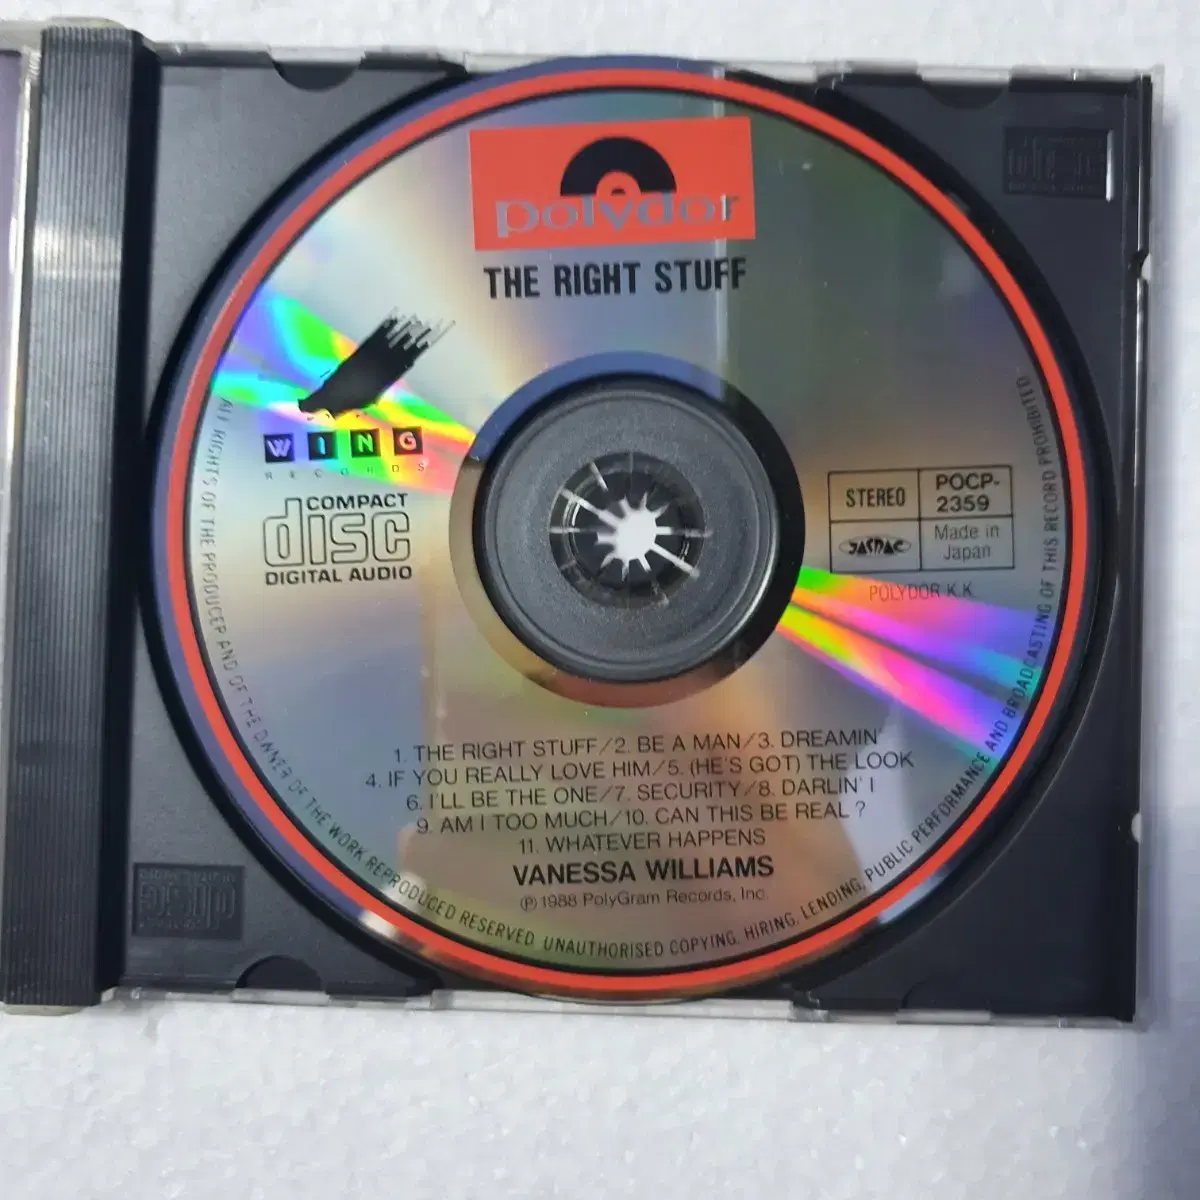 polydor
THE RIGHT STUFF
WING
RECORDS
COMPACT
disc
DIGITAL AUDIO
STEREO
POCP-
2359
JASRAC
Made in
Japan
POLYDOR K.K
1. THE RIGHT STUFF/2. BE A MAN/3. DREAMIN'
4. IF YOU REALLY LOVE HIM/5. (HE'S GOT) THE LOOK
6. I'LL BE THE ONE/7. SECURITY/8. DARLIN' I
9. AM I TOO MUCH/10. CAN THIS BE REAL?
11. WHATEVER HAPPENS
VANESSA WILLIAMS
℗ 1988 PolyGram Records, Inc.
ALL RIGHTS OF THE PRODUCER AND OF THE OWNER OF THE WORK REPRODUCED RESERVED. UNAUTHORISED COPYING, HIRING, LENDING, PUBLIC PERFORMANCE AND BROADCASTING OF THIS RECORD PROHIBITED